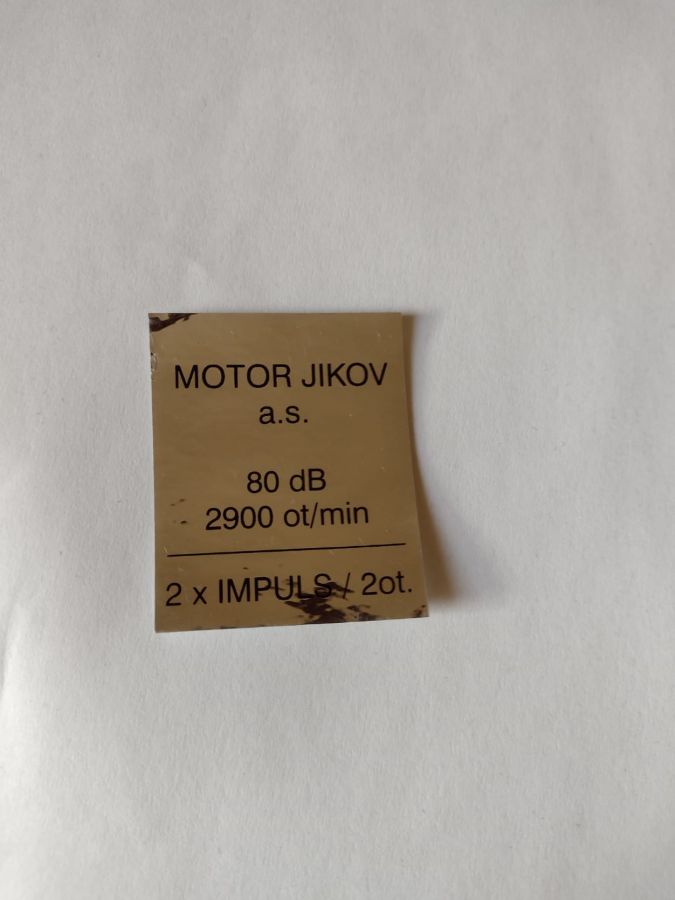 MOTOR JIKOV
a.s.
80 dB
2900 ot/min
2 x IMPULS / 2ot.